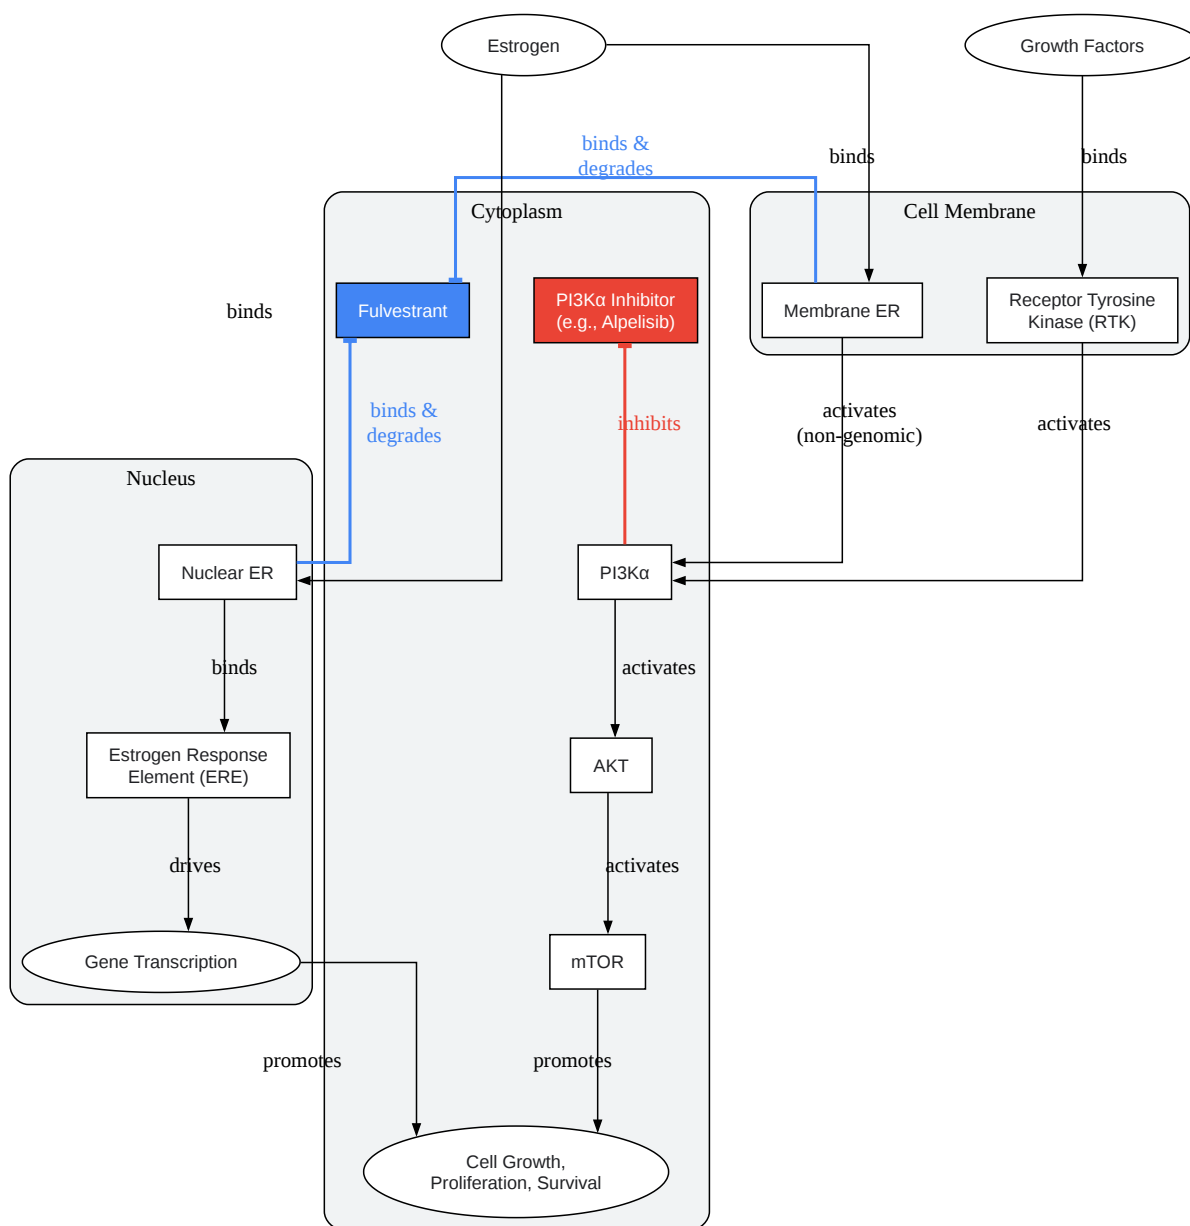 Estrogen
Growth Factors
binds &
degrades
binds
binds
Cytoplasm
Cell Membrane
binds
Fulvestrant
PI3Kα Inhibitor
(e.g., Alpelisib)
Membrane ER
Receptor Tyrosine
Kinase (RTK)
binds &
degrades
inhibits
activates
(non-genomic)
activates
Nucleus
Nuclear ER
PI3Kα
binds
activates
Estrogen Response
Element (ERE)
AKT
drives
activates
Gene Transcription
mTOR
promotes
promotes
Cell Growth,
Proliferation, Survival